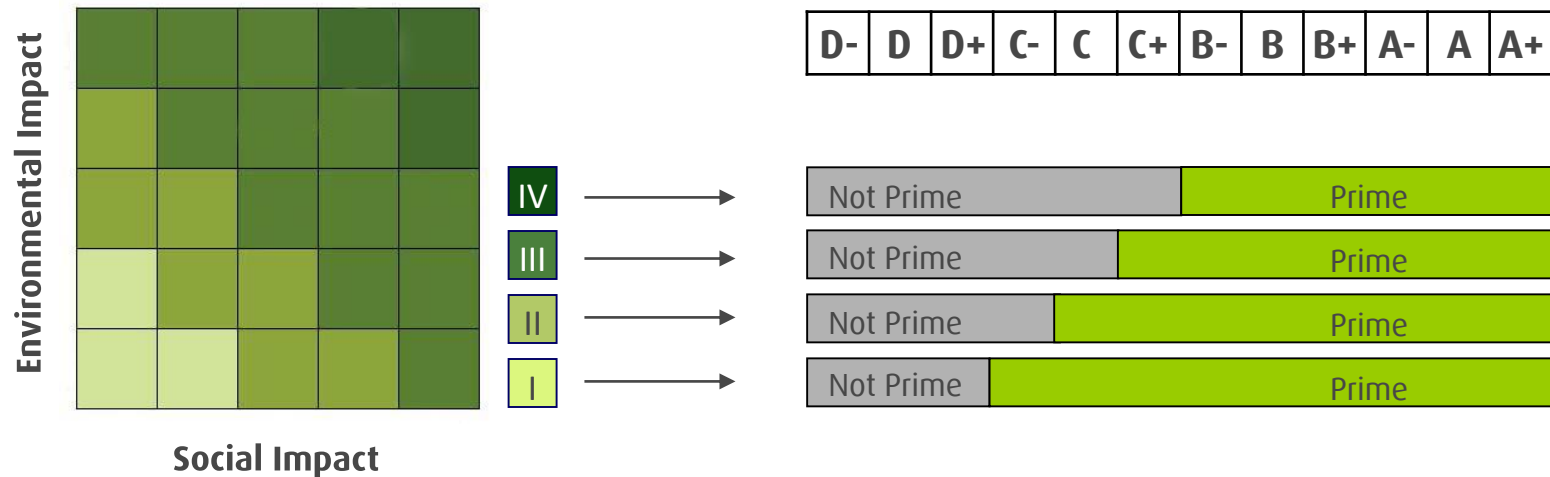 Environmental Impact
Social Impact
D- D D+ C- C C+ B- B B+ A- A A+
IV Not Prime Prime
III Not Prime Prime
II Not Prime Prime
I Not Prime Prime